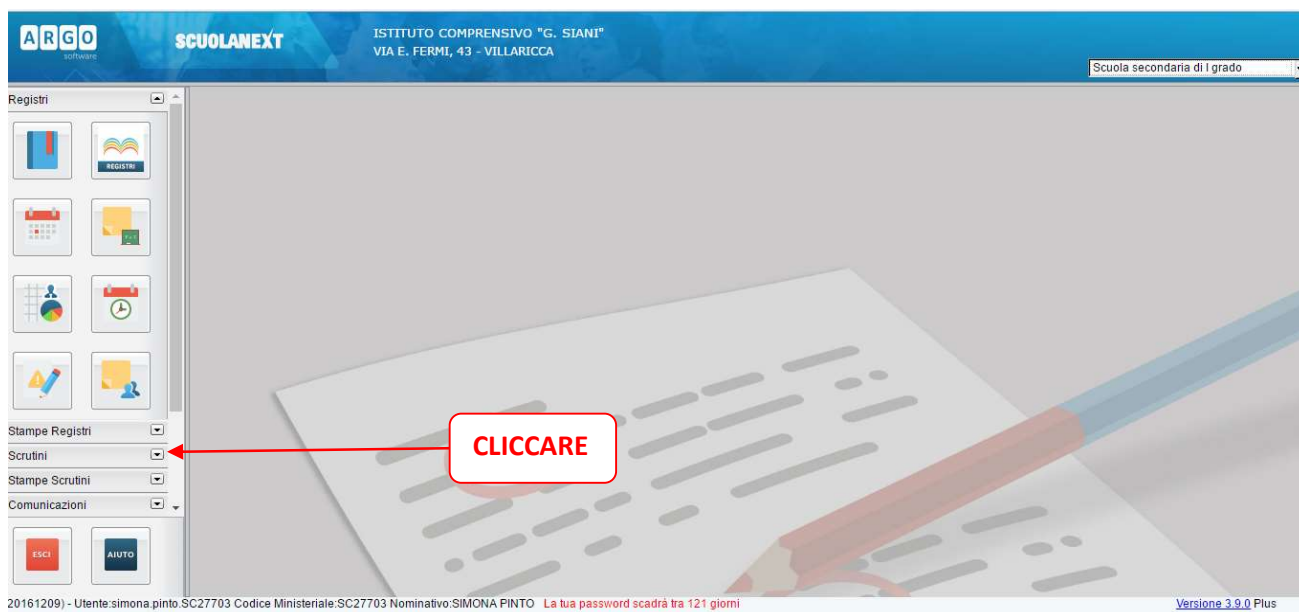 ARGO
software
SCUOLANEXT
ISTITUTO COMPRENSIVO "G. SIANI"
VIA E. FERMI, 43 - VILLARICCA
Scuola secondaria di I grado
Registri
REGISTRI
Stampe Registri
Scrutini
CLICCARE
Stampe Scrutini
Comunicazioni
ESCI
AIUTO
20161209) - Utente:simona.pinto.SC27703 Codice Ministeriale:SC27703 Nominativo:SIMONA PINTO La tua password scadrà tra 121 giorni
Versione 3.9.0 Plus